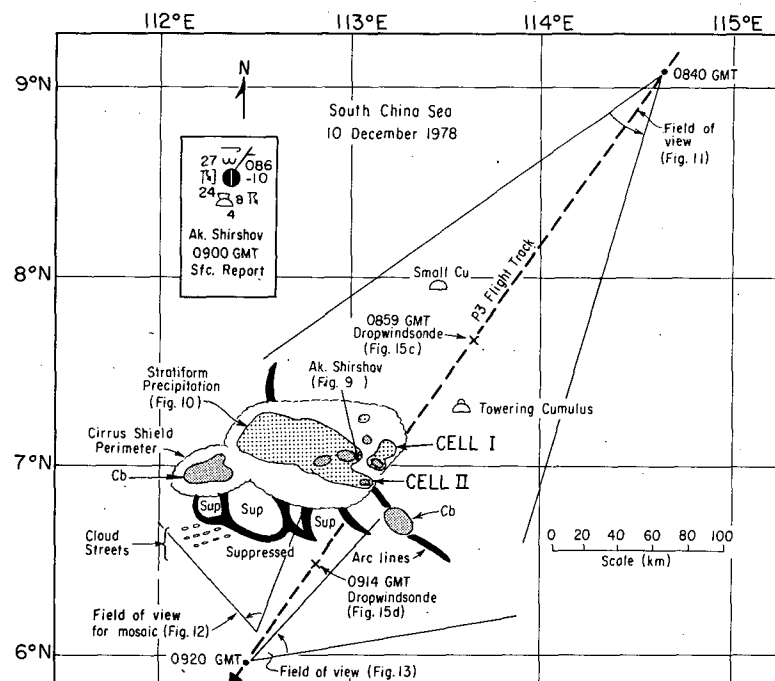 112°E 113°E 114°E 115°E
9°N
8°N
7°N
6°N
N
South China Sea
10 December 1978
0840 GMT
Field of
view
(Fig. 11)
27
086
-10
24
8
4
Ak. Shirshov
0900 GMT
Sfc. Report
P3 Flight Track
Small Cu
0859 GMT
Dropwindsonde
(Fig. 15c)
Stratiform
Precipitation
(Fig. 10)
Ak. Shirshov
(Fig. 9 )
Towering Cumulus
Cirrus Shield
Perimeter
CELL I
Cb
CELL II
Sup
Sup
Sup
Cb
Cloud
Streets
Suppressed
Arc lines
0 20 40 60 80 100
Scale (km)
0914 GMT
Dropwindsonde
(Fig. 15d)
Field of view
for mosaic (Fig. 12)
0920 GMT
Field of view (Fig. 13)